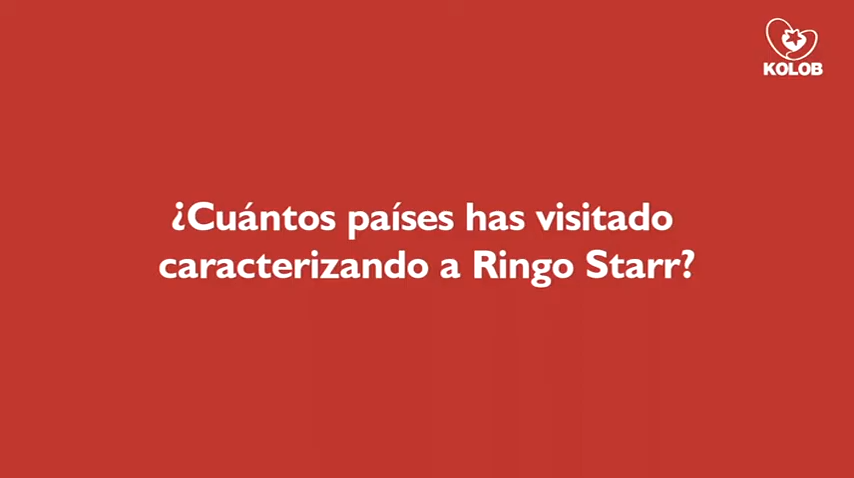 KOLOB
¿Cuántos países has visitado
caracterizando a Ringo Starr?